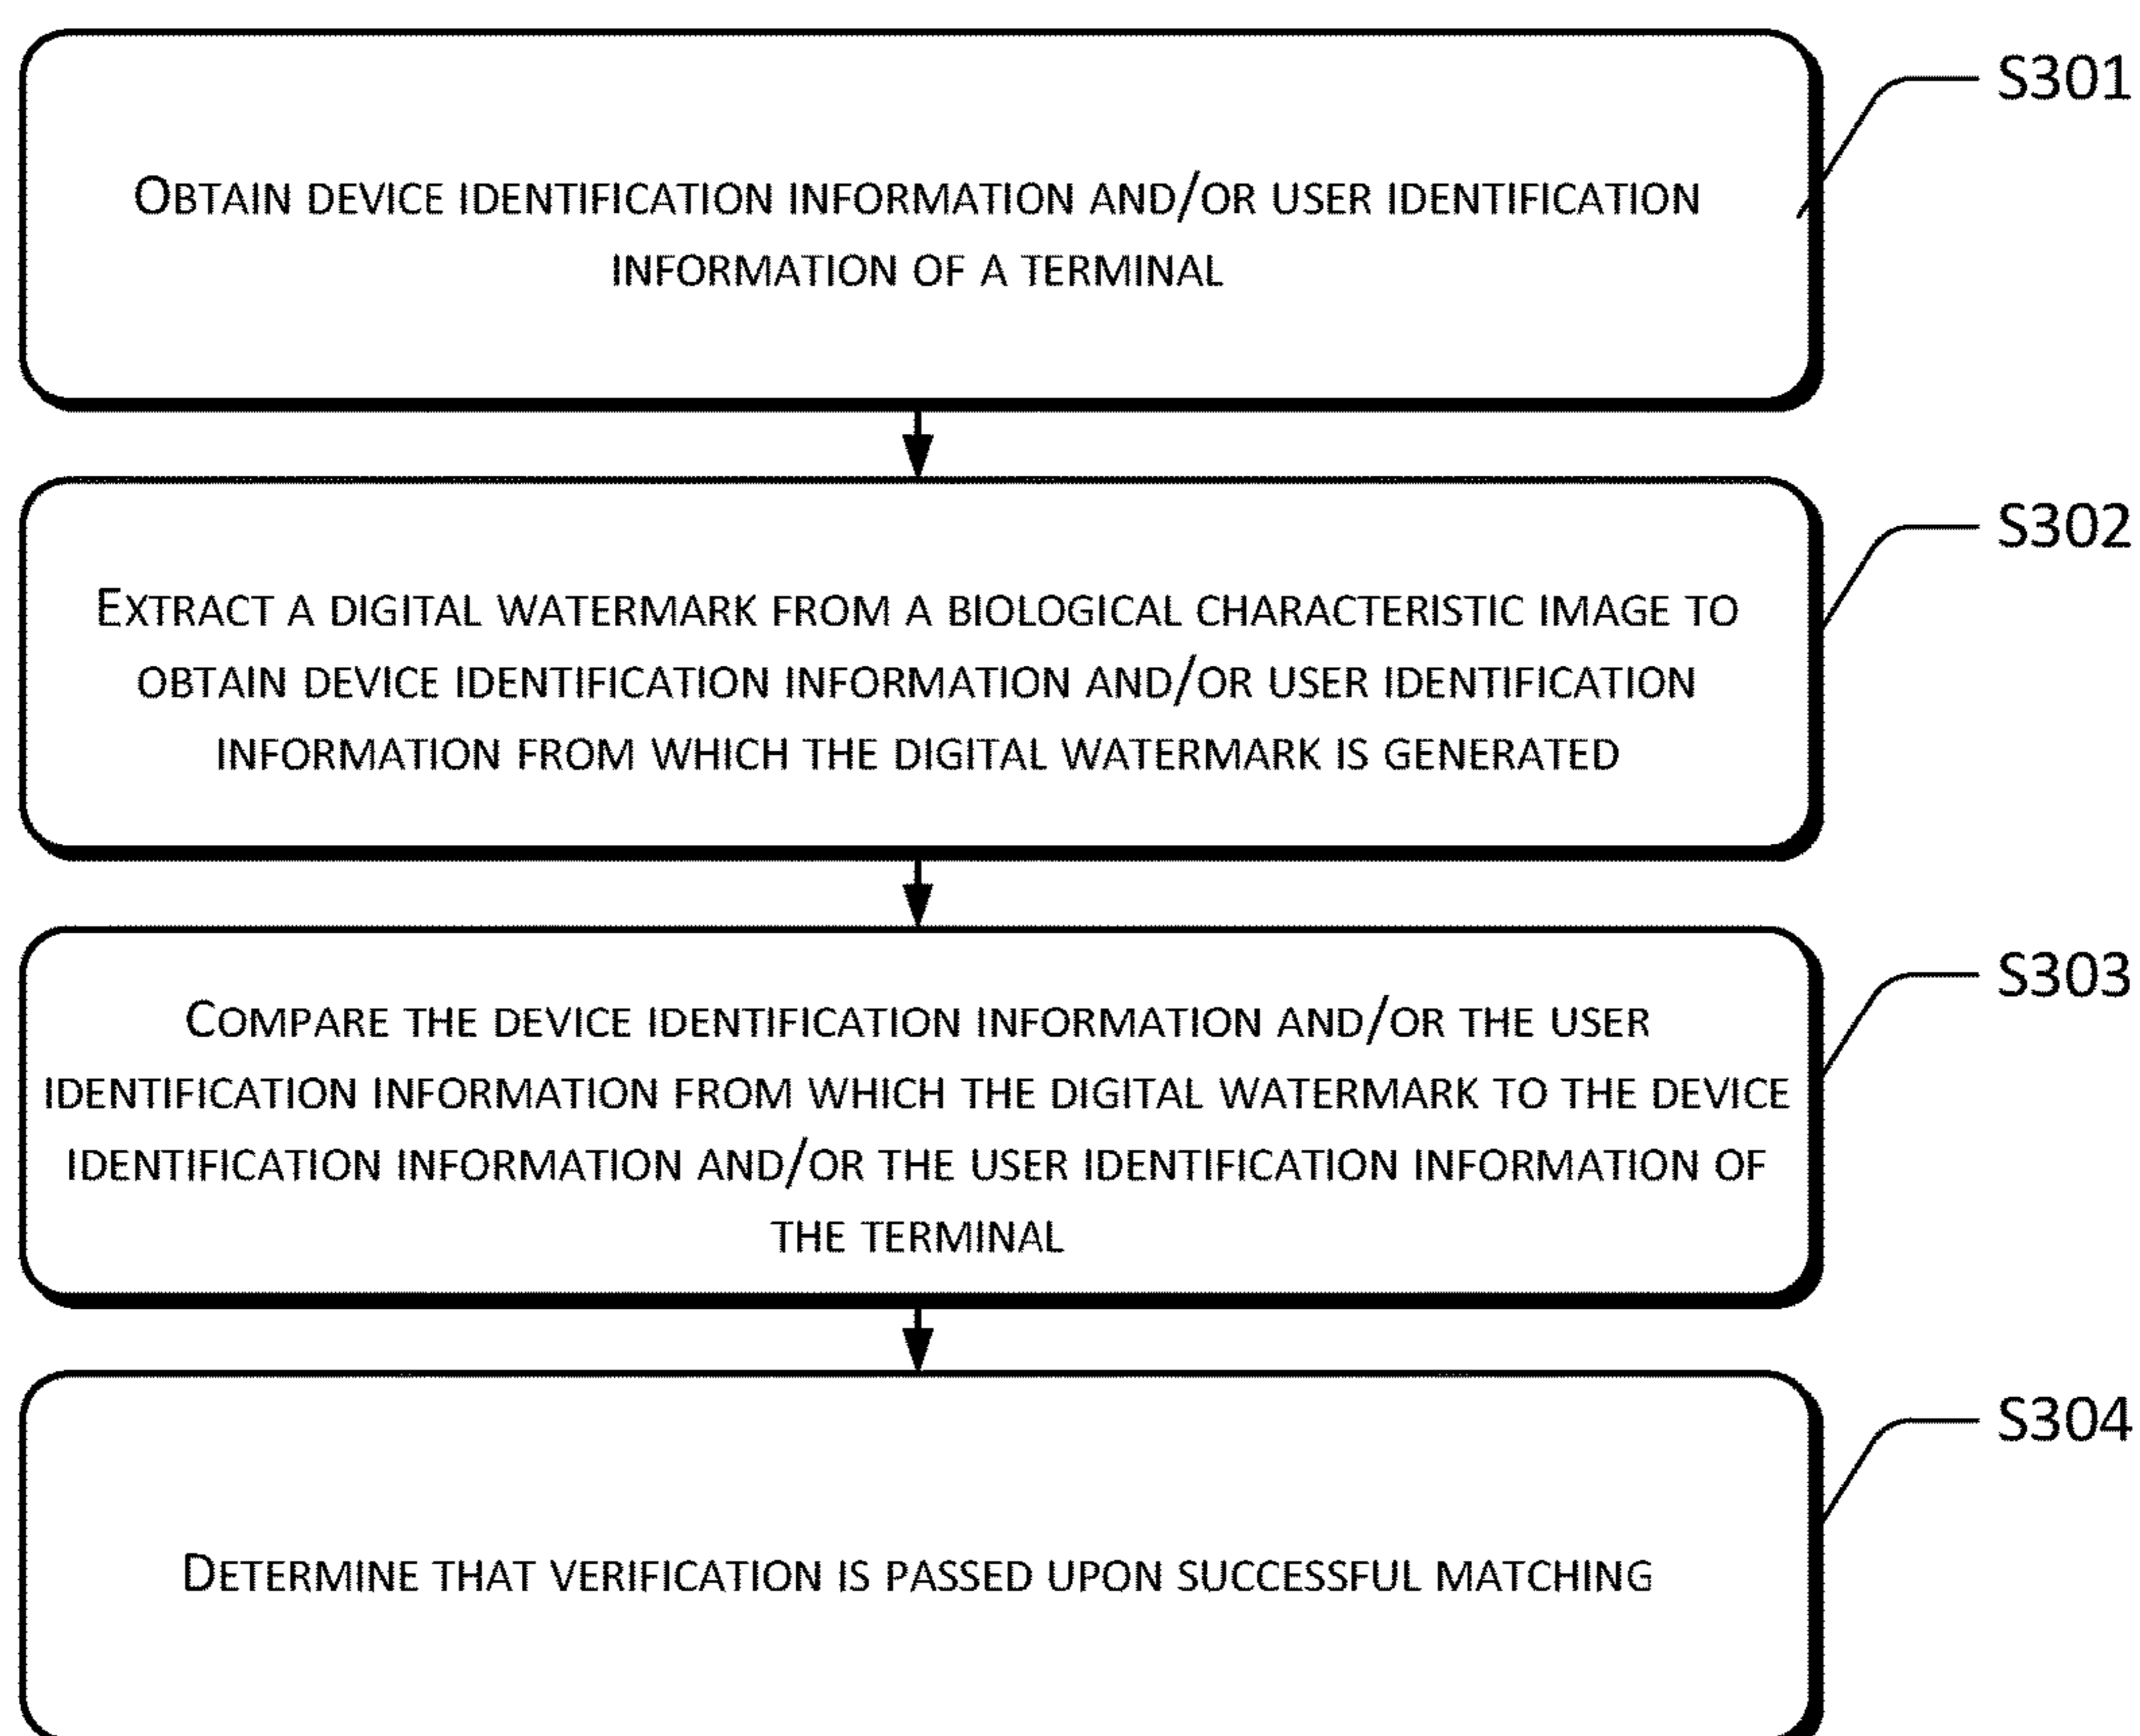 S301
OBTAIN DEVICE IDENTIFICATION INFORMATION AND/OR USER IDENTIFICATION
INFORMATION OF A TERMINAL
S302
EXTRACT A DIGITAL WATERMARK FROM A BIOLOGICAL CHARACTERISTIC IMAGE TO
OBTAIN DEVICE IDENTIFICATION INFORMATION AND/OR USER IDENTIFICATION
INFORMATION FROM WHICH THE DIGITAL WATERMARK IS GENERATED
S303
COMPARE THE DEVICE IDENTIFICATION INFORMATION AND/OR THE USER
IDENTIFICATION INFORMATION FROM WHICH THE DIGITAL WATERMARK TO THE DEVICE
IDENTIFICATION INFORMATION AND/OR THE USER IDENTIFICATION INFORMATION OF
THE TERMINAL
S304
DETERMINE THAT VERIFICATION IS PASSED UPON SUCCESSFUL MATCHING